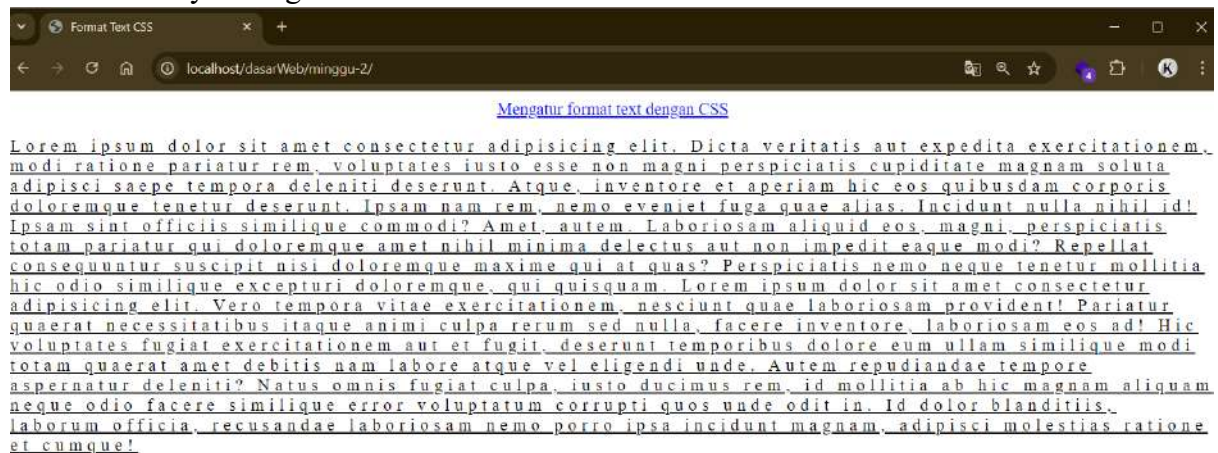 Format Text CSS
localhost/dasarWeb/minggu-2/
4
K
Mengatur format text dengan CSS
Lorem ipsum dolor sit amet consectetur adipisicing elit. Dicta veritatis aut expedita exercitationem,
modi ratione pariatur rem, voluptates iusto esse non magni perspiciatis cupiditate magnam soluta
adipisci saepe tempora deleniti deserunt. Atque, inventore et aperiam hic eos quibusdam corporis
doloremque tenetur deserunt. Ipsam nam rem, nemo eveniet fuga quae alias. Incidunt nulla nihil id!
Ipsam sint officiis similique commodi? Amet, autem. Laboriosam aliquid eos, magni, perspiciatis
totam pariatur qui doloremque amet nihil minima delectus aut non impedit eaque modi? Repellat
consequuntur suscipit nisi doloremque maxime qui at quas? Perspiciatis nemo neque tenetur mollitia
hic odio similique excepturi doloremque, qui quisquam. Lorem ipsum dolor sit amet consectetur
adipisicing elit. Vero tempora vitae exercitationem, nesciunt quae laboriosam provident! Pariatur
quaerat necessitatibus itaque animi culpa rerum sed nulla, facere inventore, laboriosam eos ad! Hic
voluptates fugiat exercitationem aut et fugit, deserunt temporibus dolore eum ullam similique modi
totam quaerat amet debitis nam labore atque vel eligendi unde. Autem repudiandae tempore
aspernatur deleniti? Natus omnis fugiat culpa, iusto ducimus rem, id mollitia ab hic magnam aliquam
neque odio facere similique error voluptatum corrupti quos unde odit in. Id dolor blanditiis,
laborum officia, recusandae laboriosam nemo porro ipsa incidunt magnam, adipisci molestias ratione
et cumque!